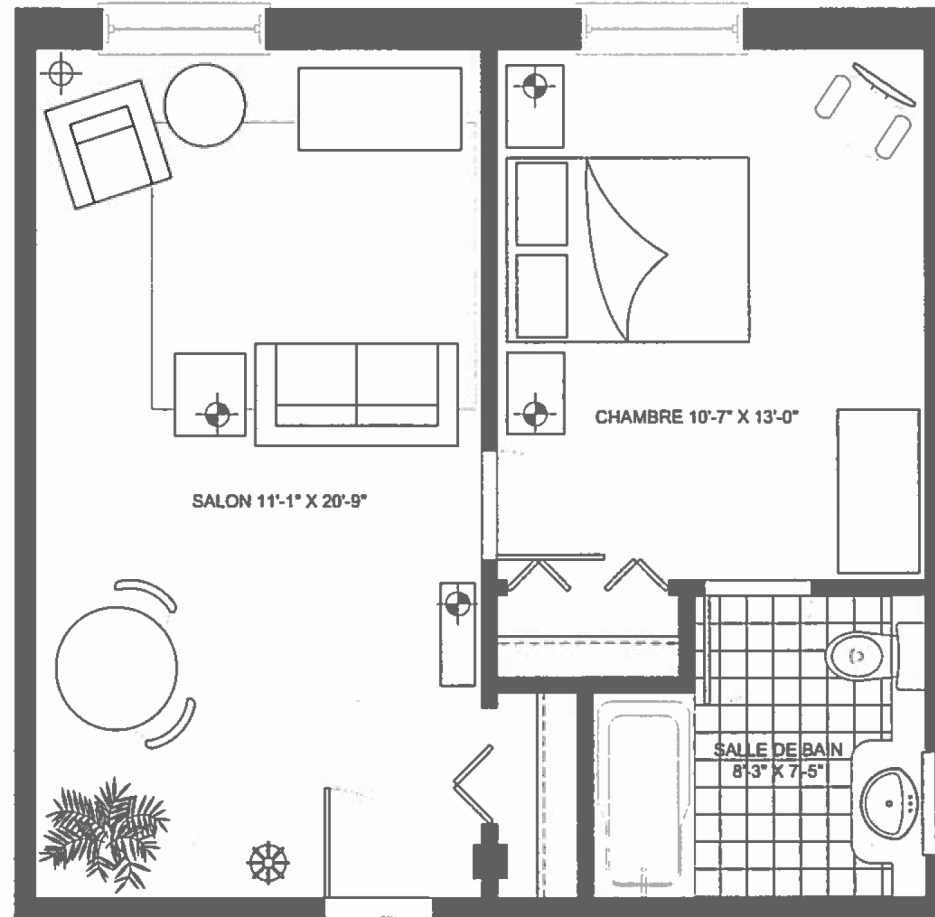 CHAMBRE 10'-7" X 13'-0"
SALON 11'-1" X 20'-9"
SALLE DE BAIN
8'-3" X 7'-5"